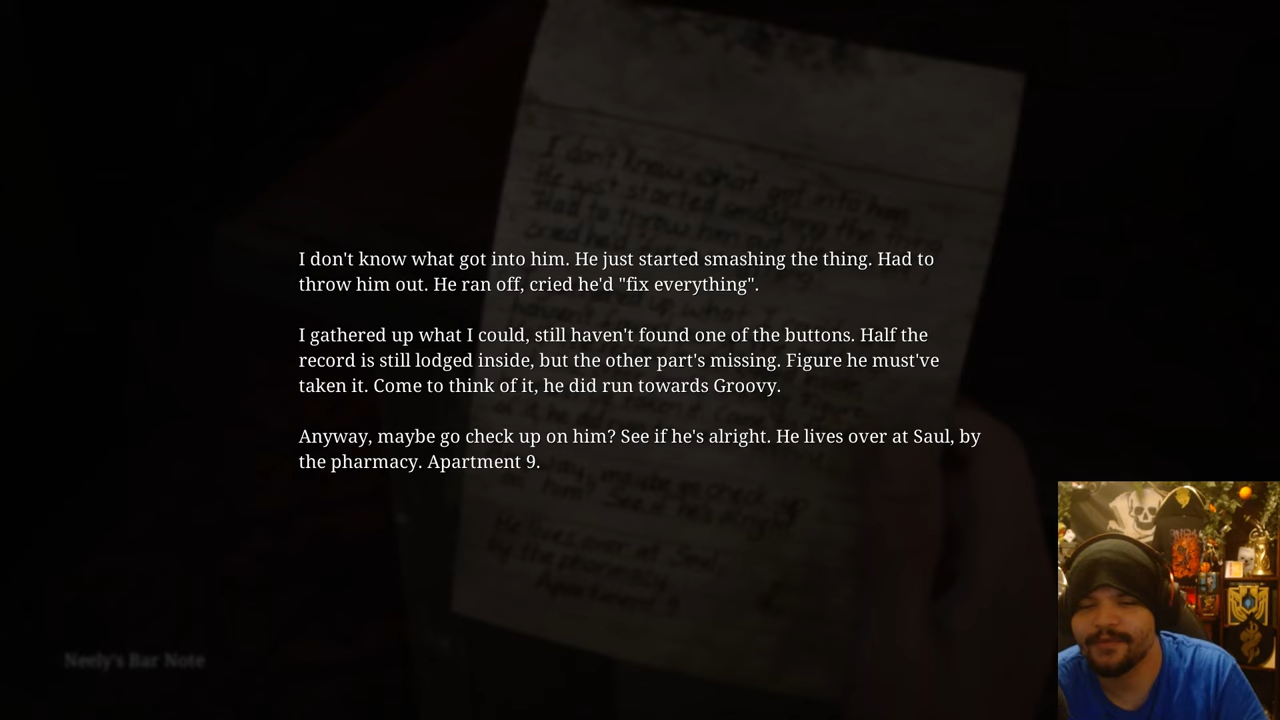 I don't know what got into him. He just started smashing the thing. Had to
throw him out. He ran off, cried he'd "fix everything".
I gathered up what I could, still haven't found one of the buttons. Half the
record is still lodged inside, but the other part's missing. Figure he must've
taken it. Come to think of it, he did run towards Groovy.
Anyway, maybe go check up on him? See if he's alright. He lives over at Saul, by
the pharmacy. Apartment 9.
Neely's Bar Note